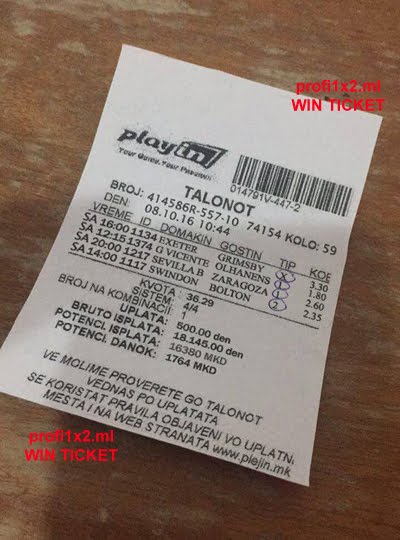 profi1x2.ml
WIN TICKET
playin
Your Game, Your Passion!
014791V-447-2
TALONOT
BROJ: 414586R-557-10 74154 KOLO: 59
DEN: 08.10.16 10:44
VREME ID DOMAKIN GOSTIN TIP KOE
SA 16:00 1134 EXETER GRIMSBY 3.30
SA 12:15 1374 G VICENTE OLHANENS 1.80
SA 20:00 1217 SEVILLA B ZARAGOZA 2.60
SA 14:00 1117 SWINDON BOLTON 2 2.35
KVOTA : 36.29
SISTEM: 4/4
BROJ NA KOMBINACII:
UPLATA: 500.00 den
BRUTO ISPLATA: 18.145.00 den
POTENCI. ISPLATA: 16380 MKD
POTENCI. DANOK: 1764 MKD
VE MOLIME PROVERETE GO TALONOT
VEDNAS PO UPLATATA
SE KORISTAT PRAVILA OBJAVENI VO UPLATN.
MESTA I NA WEB STRANATA www.plejin.mk
profi1x2.ml
WIN TICKET